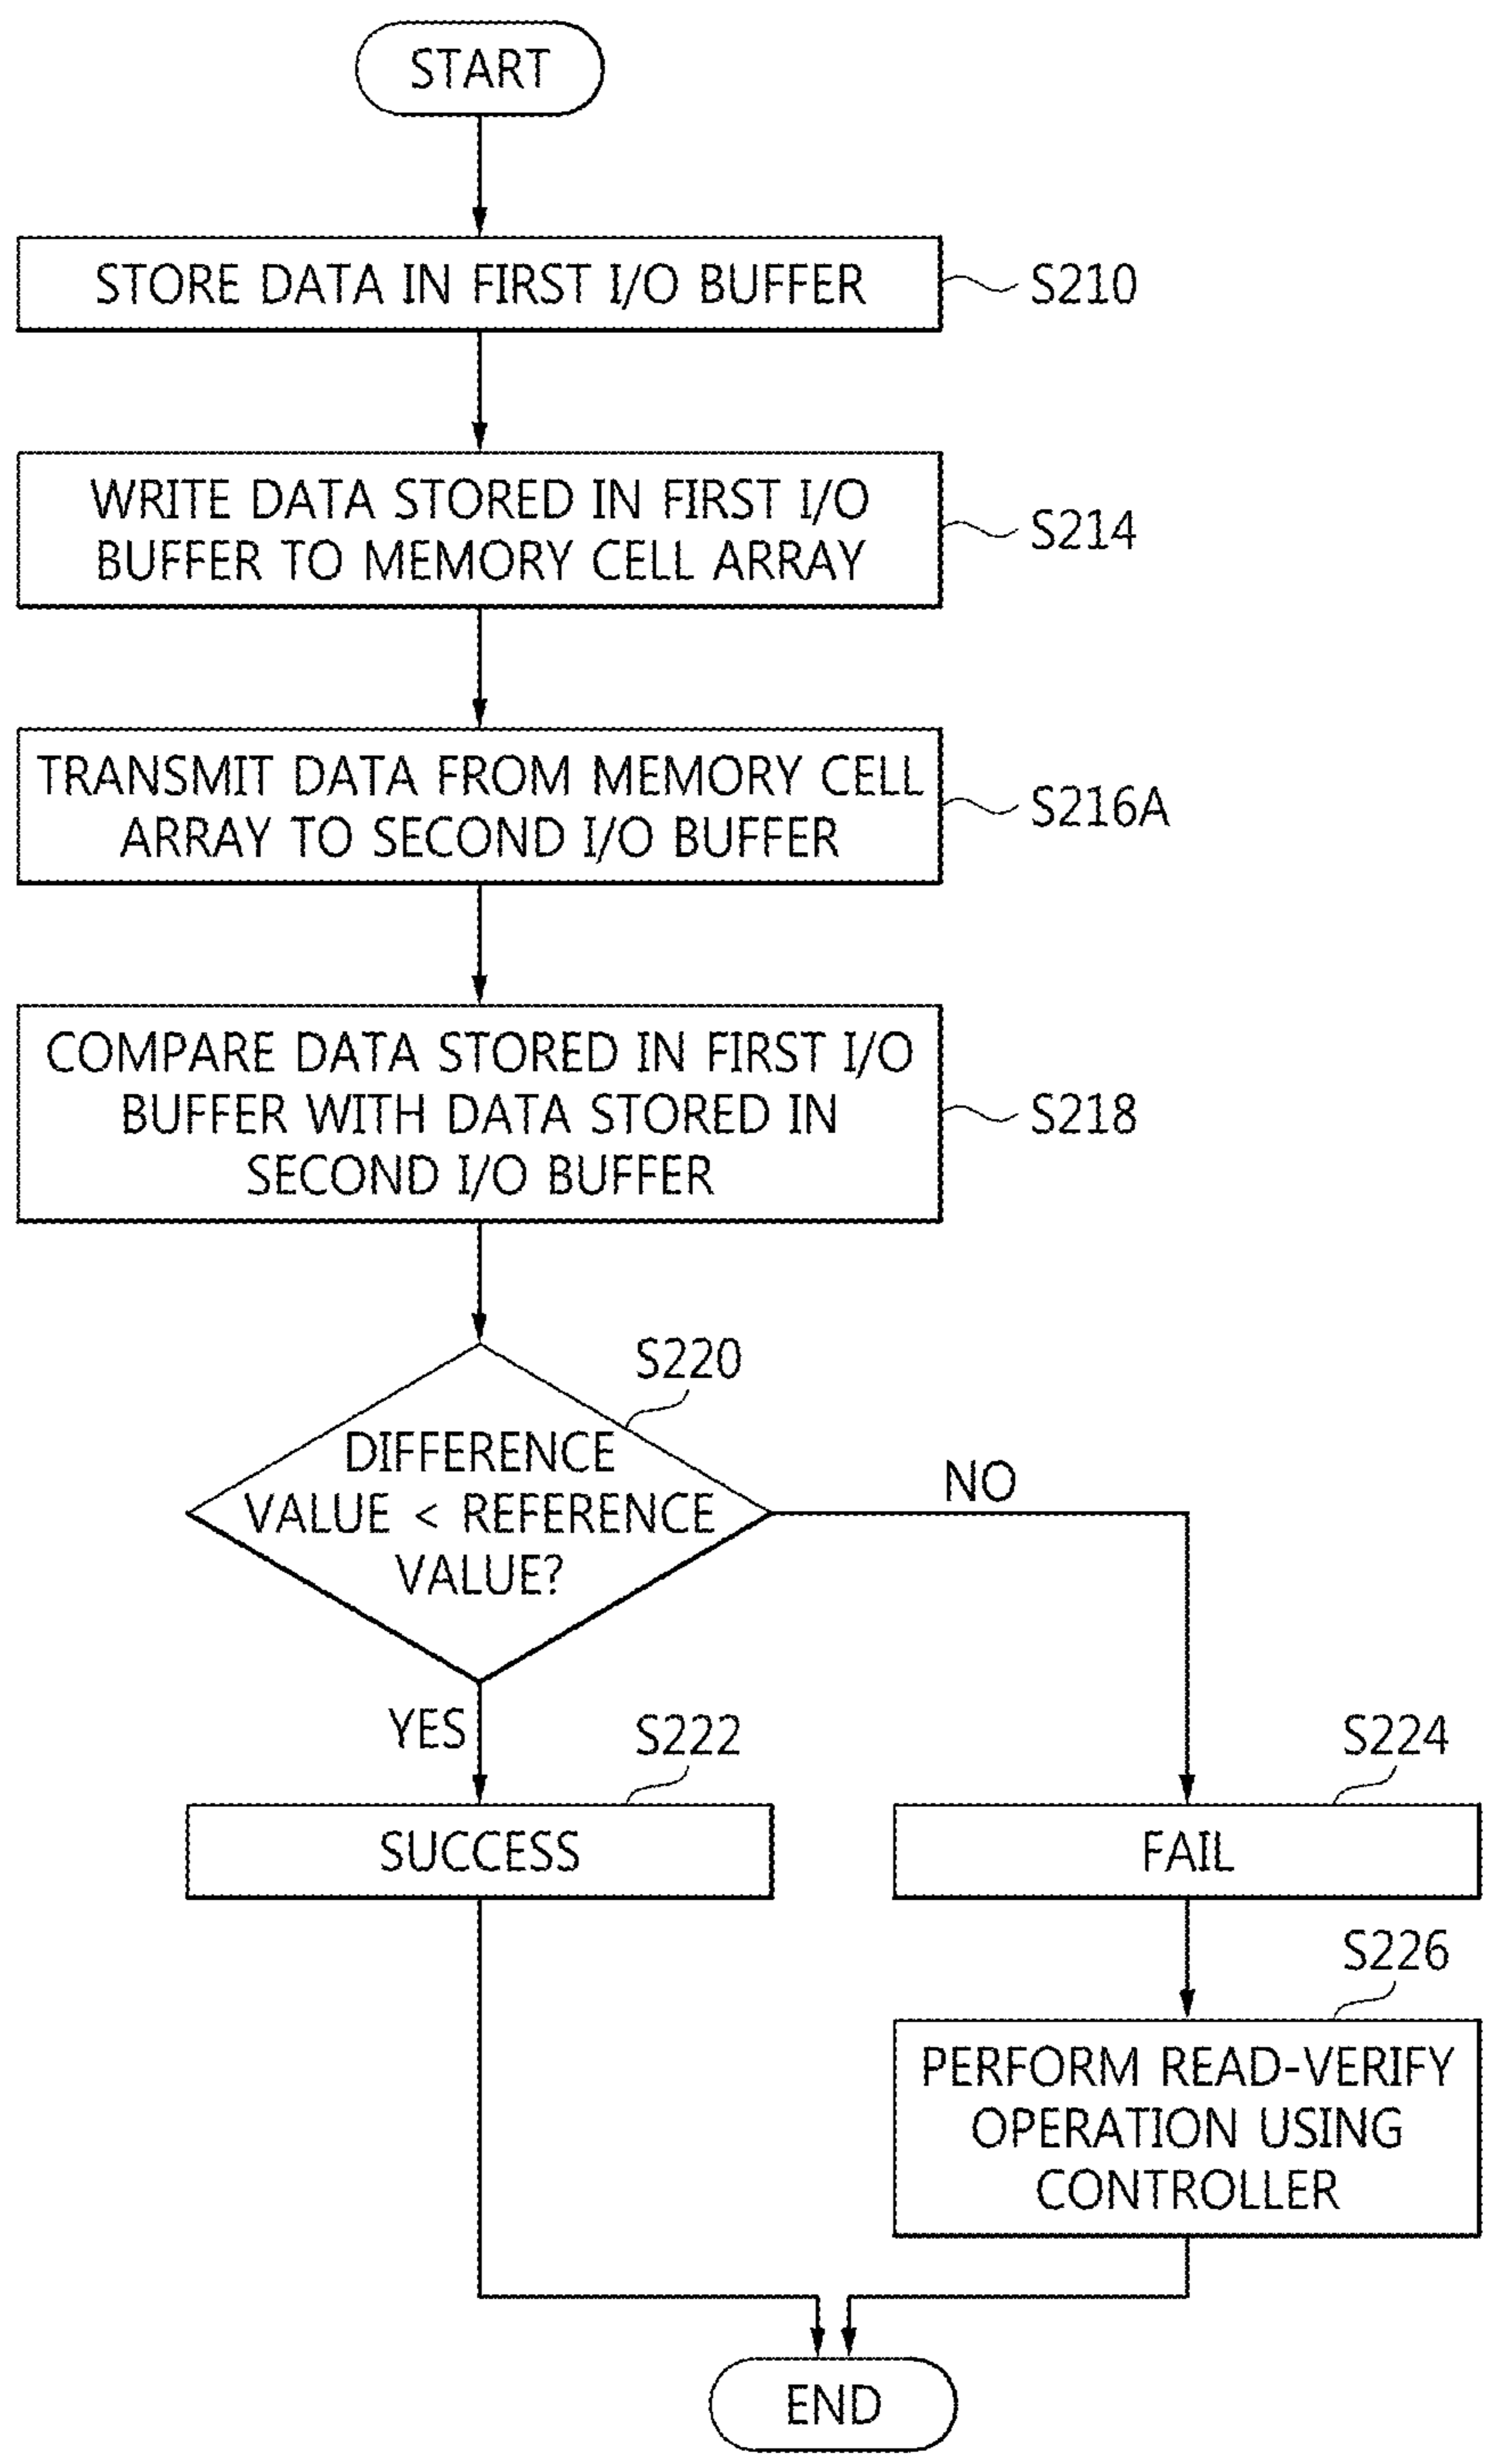 START
STORE DATA IN FIRST I/O BUFFER
S210
WRITE DATA STORED IN FIRST I/O
BUFFER TO MEMORY CELL ARRAY
S214
TRANSMIT DATA FROM MEMORY CELL
ARRAY TO SECOND I/O BUFFER
S216A
COMPARE DATA STORED IN FIRST I/O
BUFFER WITH DATA STORED IN
SECOND I/O BUFFER
S218
S220
DIFFERENCE
VALUE < REFERENCE
VALUE?
NO
YES
S222
SUCCESS
S224
FAIL
S226
PERFORM READ-VERIFY
OPERATION USING
CONTROLLER
END